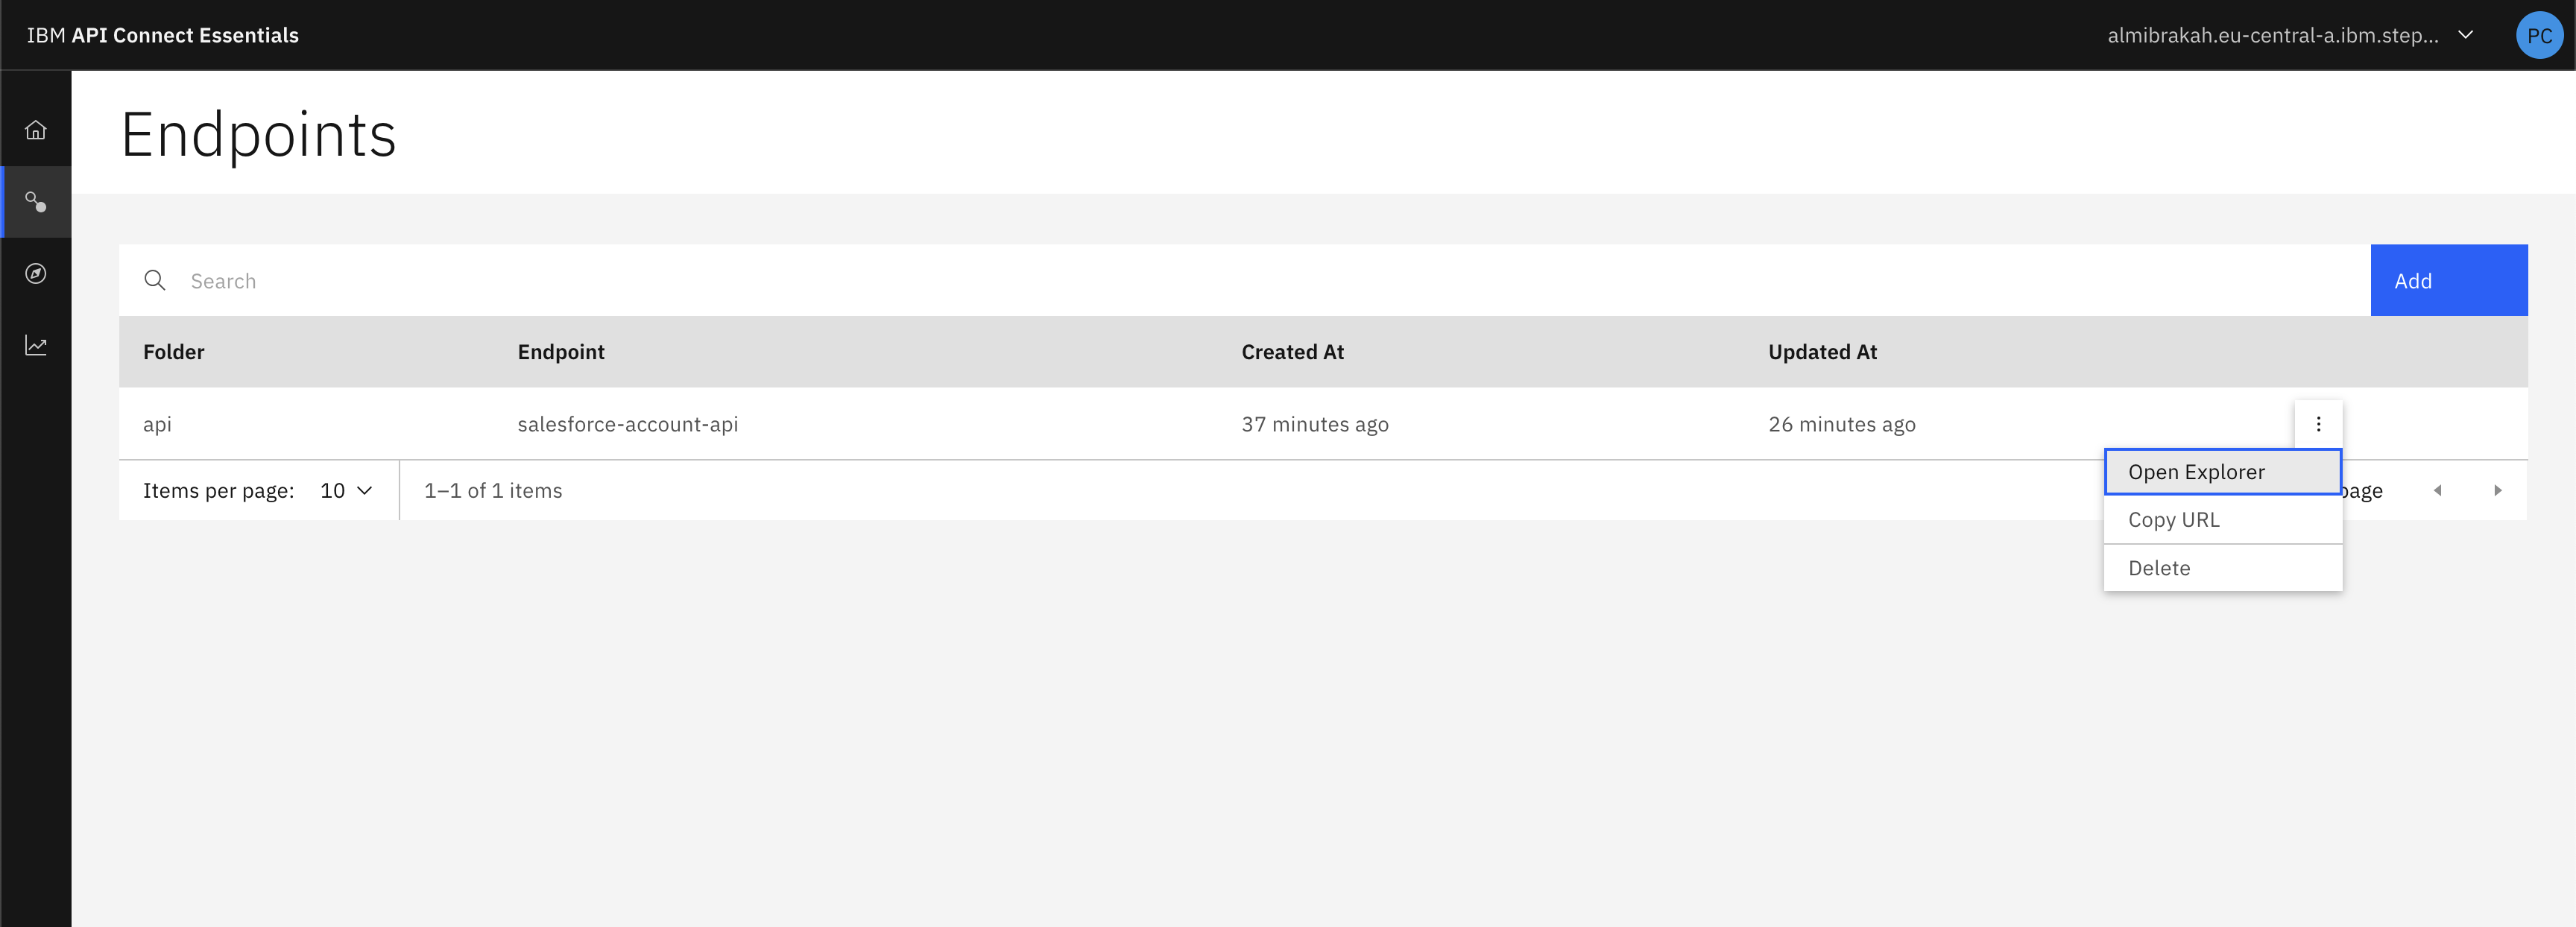 IBM API Connect Essentials
almibrakah.eu-central-a.ibm.step...
PC
Endpoints
Search
Add
Folder Endpoint Created At Updated At
api salesforce-account-api 37 minutes ago 26 minutes ago
Open Explorer
Copy URL
Delete
Items per page: 10 1–1 of 1 items page